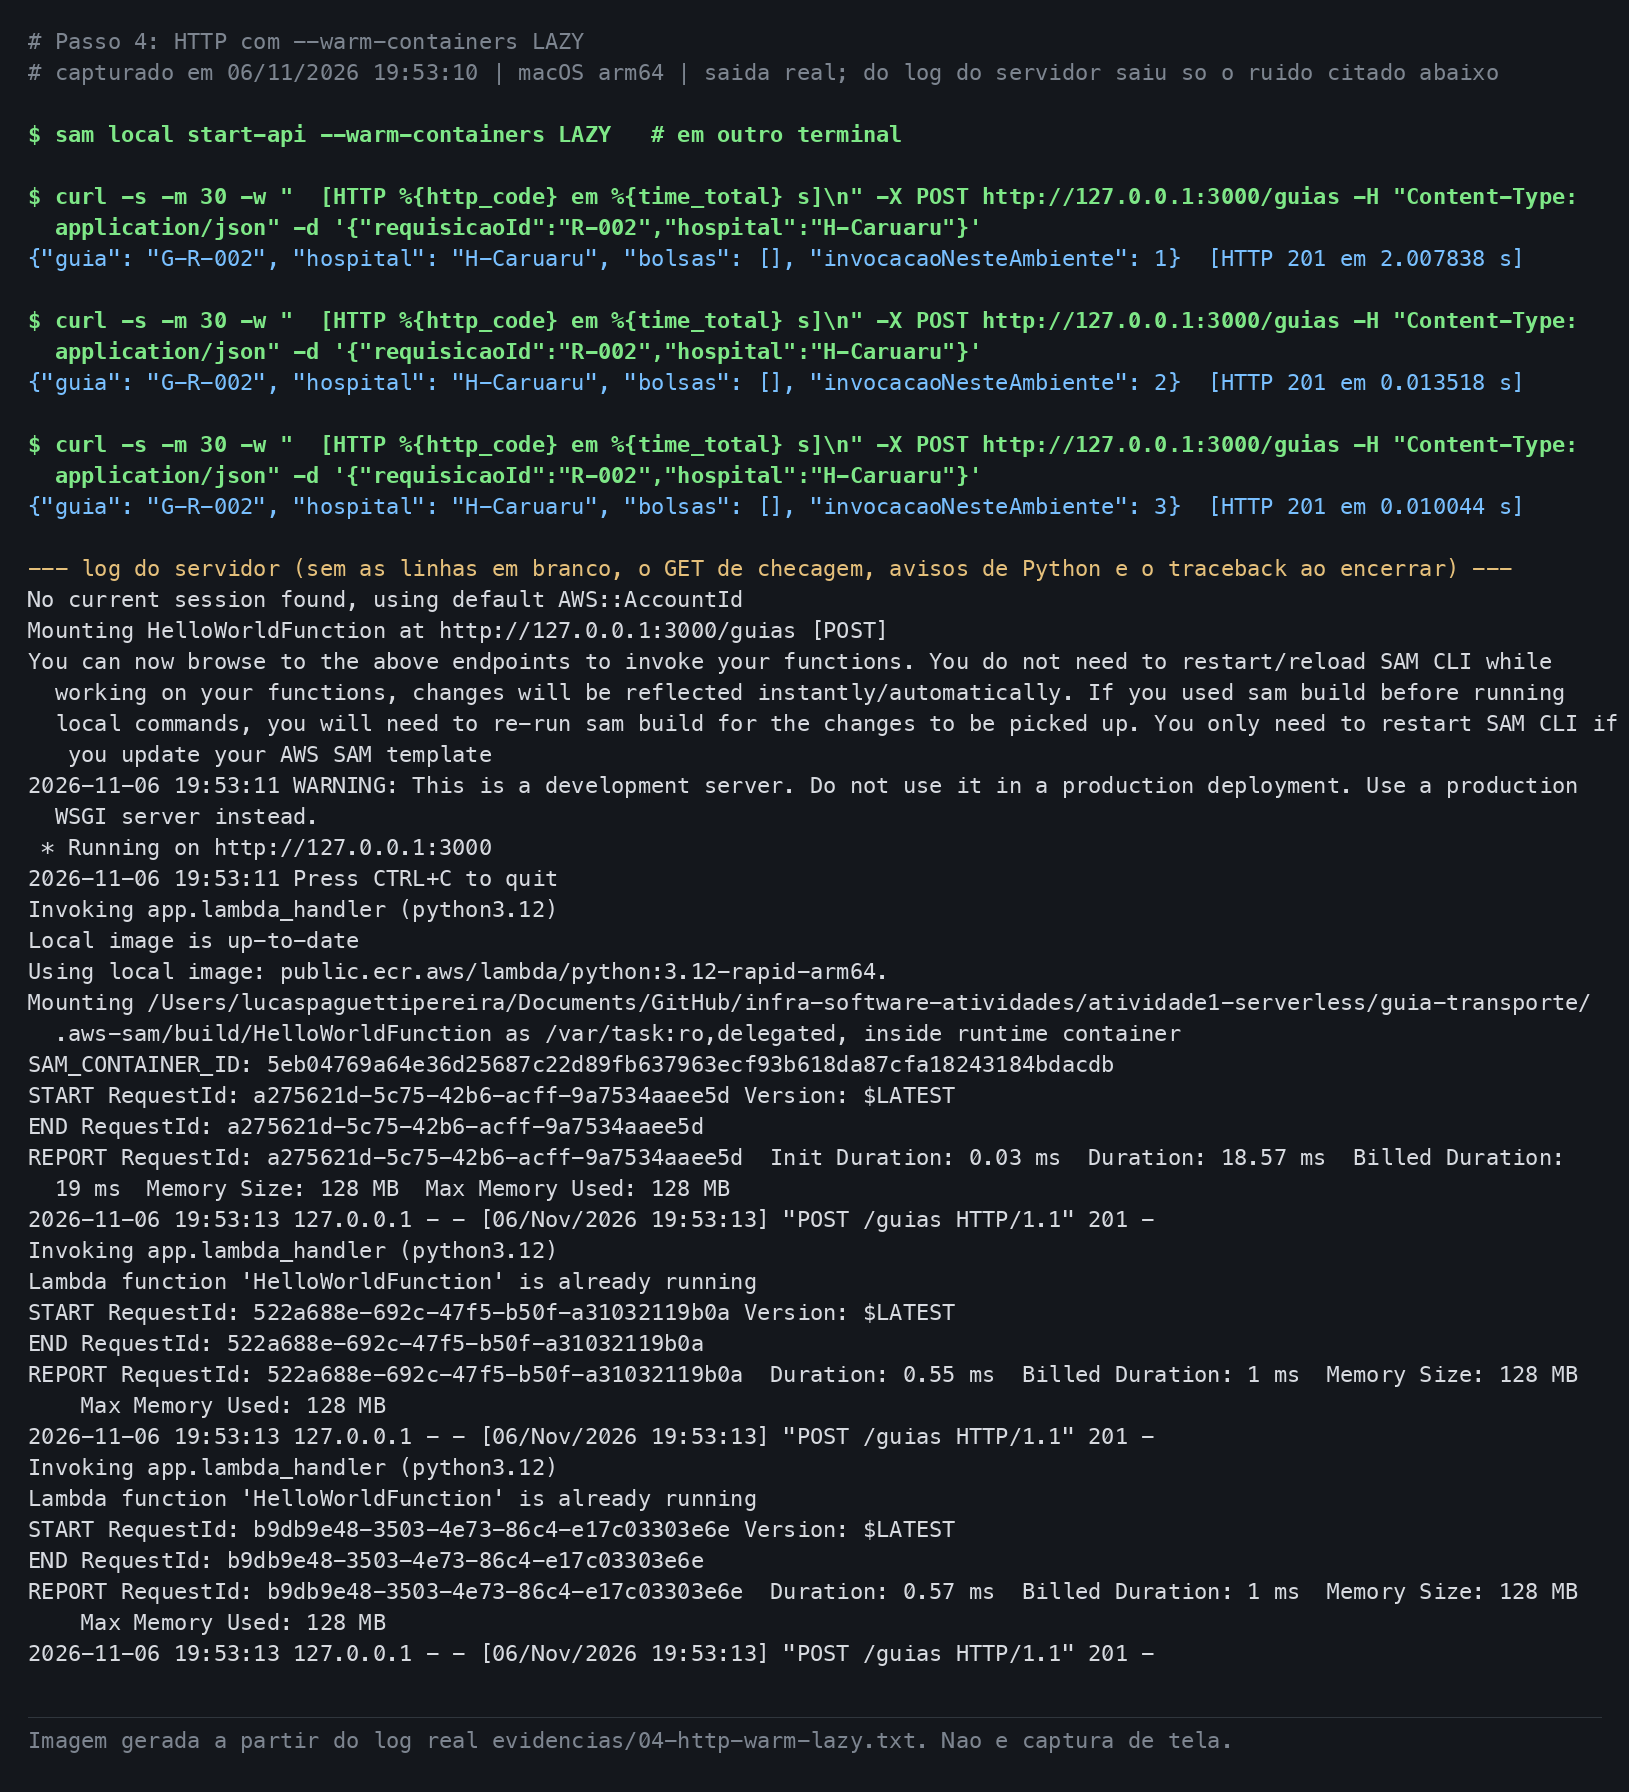 # Passo 4: HTTP com --warm-containers LAZY
# capturado em 06/11/2026 19:53:10 | macOS arm64 | saida real; do log do servidor saiu so o ruido citado abaixo
$ sam local start-api --warm-containers LAZY   # em outro terminal
$ curl -s -m 30 -w "  [HTTP %{http_code} em %{time_total} s]\n" -X POST http://127.0.0.1:3000/guias -H "Content-Type:
  application/json" -d '{"requisicaoId":"R-002","hospital":"H-Caruaru"}'
{"guia": "G-R-002", "hospital": "H-Caruaru", "bolsas": [], "invocacaoNesteAmbiente": 1}  [HTTP 201 em 2.007838 s]
$ curl -s -m 30 -w "  [HTTP %{http_code} em %{time_total} s]\n" -X POST http://127.0.0.1:3000/guias -H "Content-Type:
  application/json" -d '{"requisicaoId":"R-002","hospital":"H-Caruaru"}'
{"guia": "G-R-002", "hospital": "H-Caruaru", "bolsas": [], "invocacaoNesteAmbiente": 2}  [HTTP 201 em 0.013518 s]
$ curl -s -m 30 -w "  [HTTP %{http_code} em %{time_total} s]\n" -X POST http://127.0.0.1:3000/guias -H "Content-Type:
  application/json" -d '{"requisicaoId":"R-002","hospital":"H-Caruaru"}'
{"guia": "G-R-002", "hospital": "H-Caruaru", "bolsas": [], "invocacaoNesteAmbiente": 3}  [HTTP 201 em 0.010044 s]
--- log do servidor (sem as linhas em branco, o GET de checagem, avisos de Python e o traceback ao encerrar) ---
No current session found, using default AWS::AccountId
Mounting HelloWorldFunction at http://127.0.0.1:3000/guias [POST]
You can now browse to the above endpoints to invoke your functions. You do not need to restart/reload SAM CLI while
  working on your functions, changes will be reflected instantly/automatically. If you used sam build before running
  local commands, you will need to re-run sam build for the changes to be picked up. You only need to restart SAM CLI if
   you update your AWS SAM template
2026-11-06 19:53:11 WARNING: This is a development server. Do not use it in a production deployment. Use a production
  WSGI server instead.
 * Running on http://127.0.0.1:3000
2026-11-06 19:53:11 Press CTRL+C to quit
Invoking app.lambda_handler (python3.12)
Local image is up-to-date
Using local image: public.ecr.aws/lambda/python:3.12-rapid-arm64.
Mounting /Users/lucaspaguettipereira/Documents/GitHub/infra-software-atividades/atividade1-serverless/guia-transporte/
  .aws-sam/build/HelloWorldFunction as /var/task:ro,delegated, inside runtime container
SAM_CONTAINER_ID: 5eb04769a64e36d25687c22d89fb637963ecf93b618da87cfa18243184bdacdb
START RequestId: a275621d-5c75-42b6-acff-9a7534aaee5d Version: $LATEST
END RequestId: a275621d-5c75-42b6-acff-9a7534aaee5d
REPORT RequestId: a275621d-5c75-42b6-acff-9a7534aaee5d  Init Duration: 0.03 ms  Duration: 18.57 ms  Billed Duration:
  19 ms  Memory Size: 128 MB  Max Memory Used: 128 MB
2026-11-06 19:53:13 127.0.0.1 - - [06/Nov/2026 19:53:13] "POST /guias HTTP/1.1" 201 -
Invoking app.lambda_handler (python3.12)
Lambda function 'HelloWorldFunction' is already running
START RequestId: 522a688e-692c-47f5-b50f-a31032119b0a Version: $LATEST
END RequestId: 522a688e-692c-47f5-b50f-a31032119b0a
REPORT RequestId: 522a688e-692c-47f5-b50f-a31032119b0a  Duration: 0.55 ms  Billed Duration: 1 ms  Memory Size: 128 MB
    Max Memory Used: 128 MB
2026-11-06 19:53:13 127.0.0.1 - - [06/Nov/2026 19:53:13] "POST /guias HTTP/1.1" 201 -
Invoking app.lambda_handler (python3.12)
Lambda function 'HelloWorldFunction' is already running
START RequestId: b9db9e48-3503-4e73-86c4-e17c03303e6e Version: $LATEST
END RequestId: b9db9e48-3503-4e73-86c4-e17c03303e6e
REPORT RequestId: b9db9e48-3503-4e73-86c4-e17c03303e6e  Duration: 0.57 ms  Billed Duration: 1 ms  Memory Size: 128 MB
    Max Memory Used: 128 MB
2026-11-06 19:53:13 127.0.0.1 - - [06/Nov/2026 19:53:13] "POST /guias HTTP/1.1" 201 -
Imagem gerada a partir do log real evidencias/04-http-warm-lazy.txt. Nao e captura de tela.